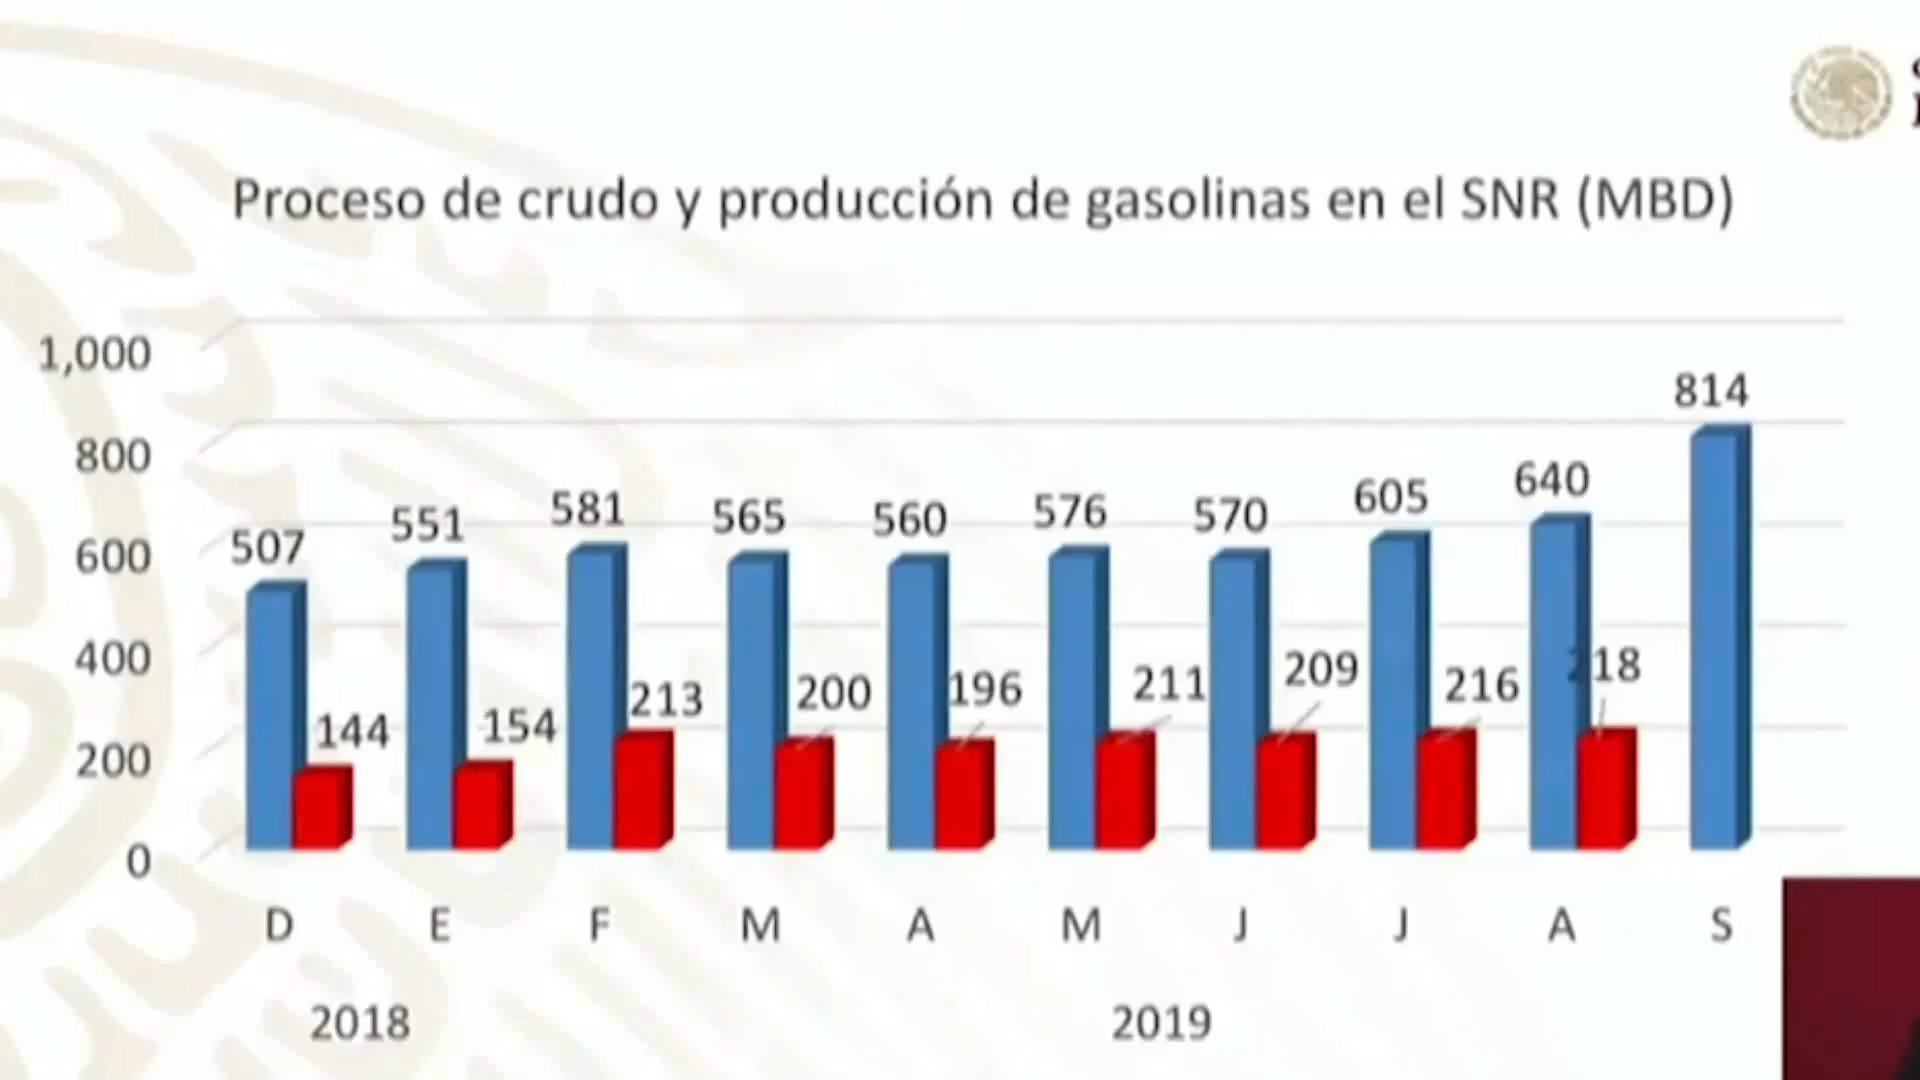 Proceso de crudo y producción de gasolinas en el SNR (MBD)
1,000
800
600
400
200
0
507 551 581 565 560 576 570 605 640 814
144 154 213 200 196 211 209 216 218
D E F M A M J J A S
2018 2019